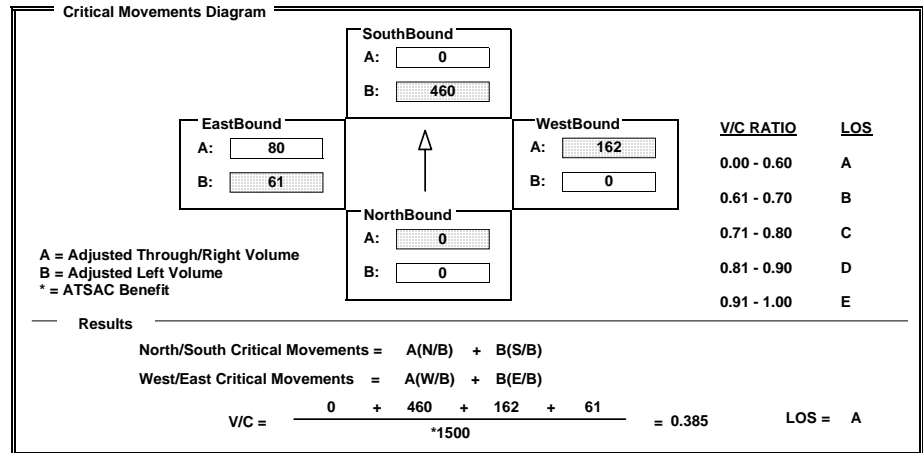 Critical Movements Diagram
SouthBound
A: 0
B: 460
EastBound
A: 80
B: 61
WestBound
A: 162
B: 0
NorthBound
A: 0
B: 0
V/C RATIO LOS
0.00 - 0.60 A
0.61 - 0.70 B
0.71 - 0.80 C
0.81 - 0.90 D
0.91 - 1.00 E
A = Adjusted Through/Right Volume
B = Adjusted Left Volume
* = ATSAC Benefit
Results
North/South Critical Movements = A(N/B) + B(S/B)
West/East Critical Movements = A(W/B) + B(E/B)
V/C = 0 + 460 + 162 + 61 = 0.385 LOS = A
*1500